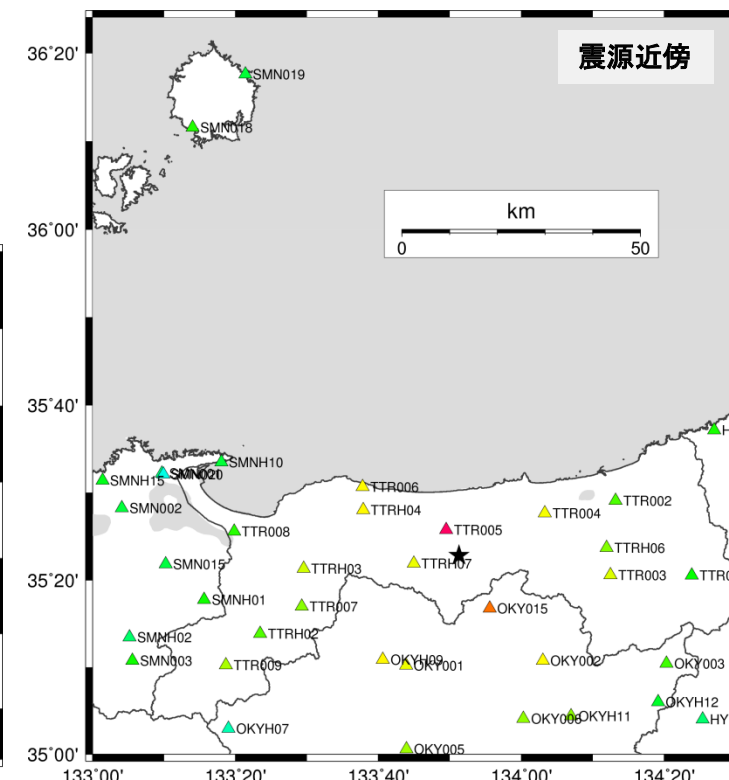 36°20'
震源近傍
SMN019
SMN018
km
0
50
36°00'
35°40'
SMNH10
SMNH15
SMN002
TTR006
TTRH04
TTR008
TTR005
TTR004
TTR002
TTRH06
SMN015
TTRH03
TTRH07
TTR003
35°20'
SMNH01
TTR007
OKY015
SMNH02
TTRH02
SMN003
TTR009
OKYH09
OKY001
OKY002
OKY003
OKYH07
OKYH11
OKYH12
HY
OKY005
35°00'
133°00'
133°20'
133°40'
134°00'
134°20'